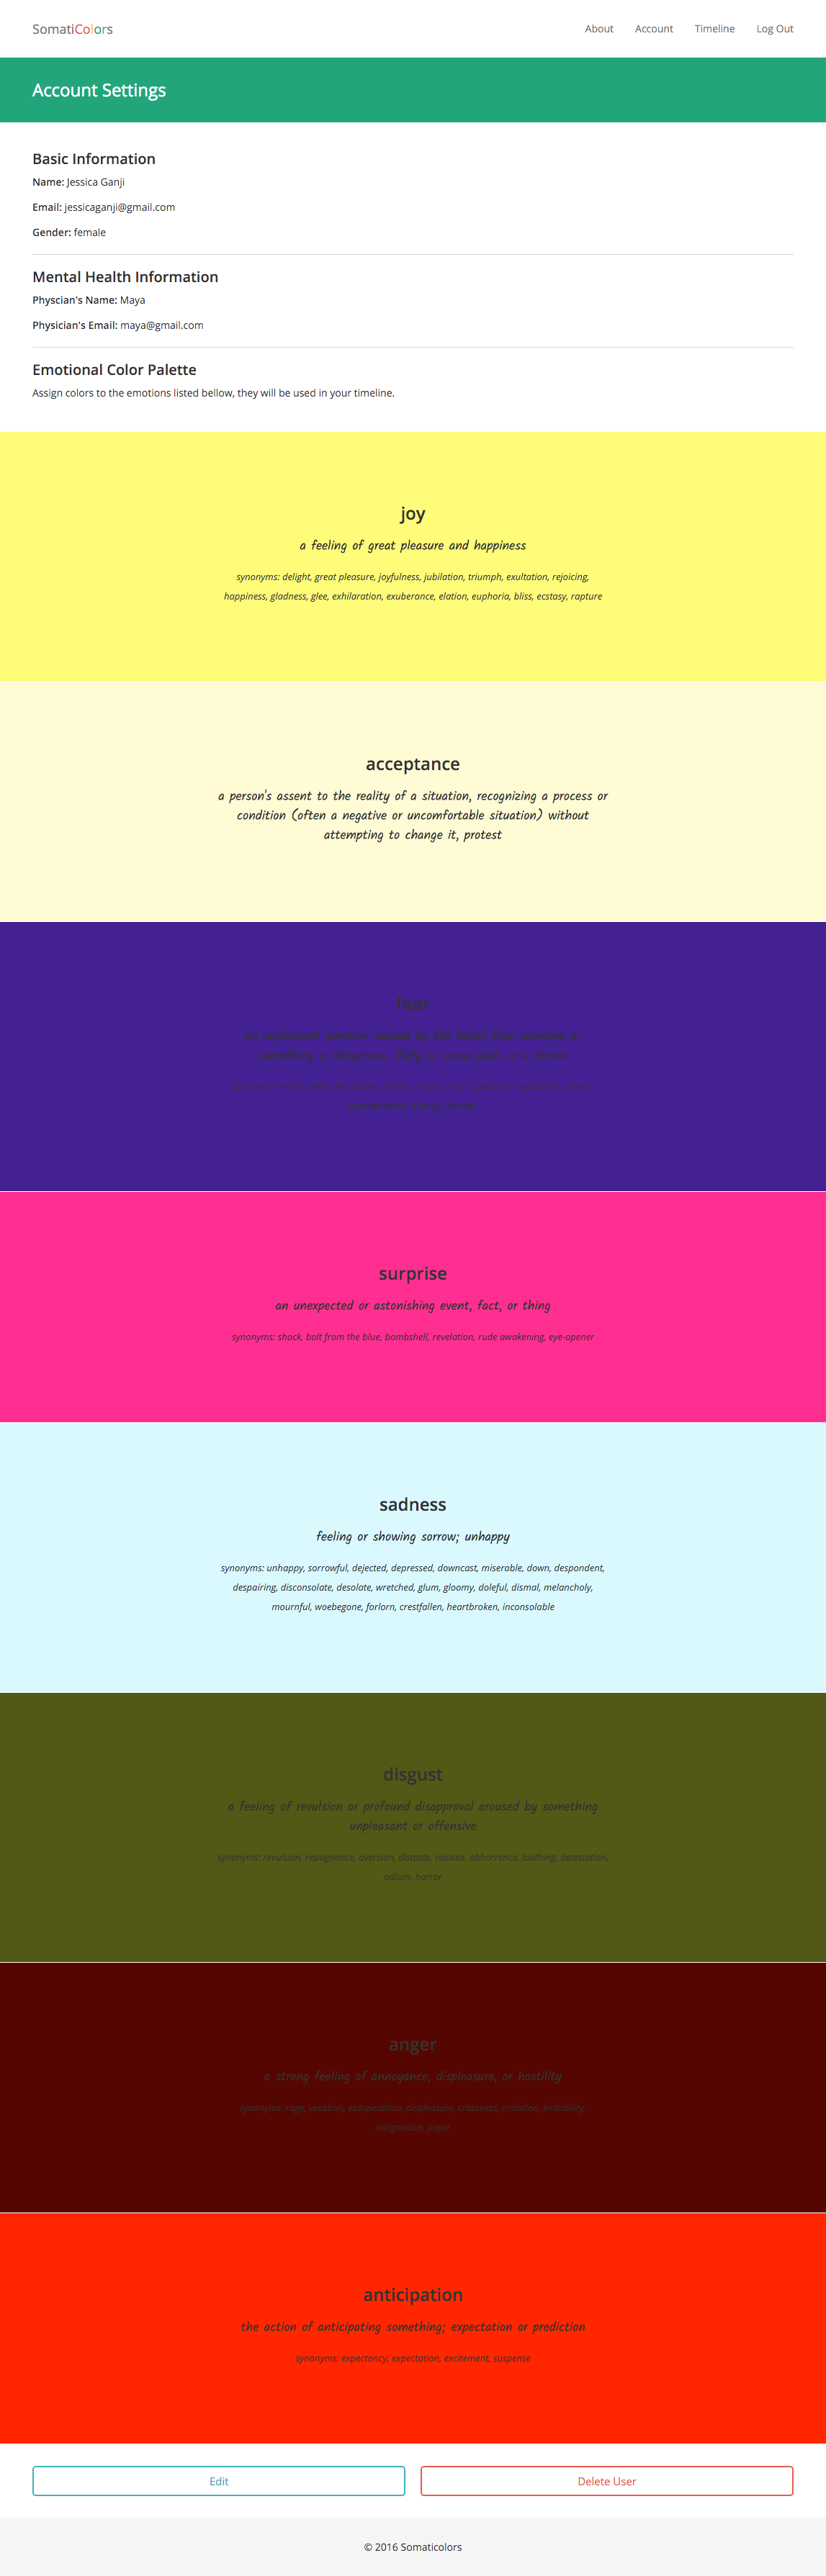 SomatiColors
About Account Timeline Log Out
Account Settings
Basic Information
Name: Jessica Ganji
Email: jessicaganji@gmail.com
Gender: female
Mental Health Information
Physcian's Name: Maya
Physician's Email: maya@gmail.com
Emotional Color Palette
Assign colors to the emotions listed bellow, they will be used in your timeline.
joy
a feeling of great pleasure and happiness
synonyms: delight, great pleasure, joyfulness, jubilation, triumph, exultation, rejoicing,
happiness, gladness, glee, exhilaration, exuberance, elation, euphoria, bliss, ecstasy, rapture
acceptance
a person's assent to the reality of a situation, recognizing a process or
condition (often a negative or uncomfortable situation) without
attempting to change it, protest
fear
an unpleasant emotion caused by the belief that someone or
something is dangerous, likely to cause pain, or a threat
surprise
an unexpected or astonishing event, fact, or thing
synonyms: shock, bolt from the blue, bombshell, revelation, rude awakening, eye-opener
sadness
feeling or showing sorrow; unhappy
synonyms: unhappy, sorrowful, dejected, depressed, downcast, miserable, down, despondent,
despairing, disconsolate, desolate, wretched, glum, gloomy, doleful, dismal, melancholy,
mournful, woebegone, forlorn, crestfallen, heartbroken, inconsolable
disgust
a feeling of revulsion or profound disapproval aroused by something
unpleasant or offensive
synonyms: revulsion, repugnance, aversion, distaste, nausea, abhorrence, loathing, detestation,
odium, horror
anger
a strong feeling of annoyance, displeasure, or hostility
synonyms: rage, vexation, exasperation, displeasure, crossness, irritation, irritability,
indignation, pique
anticipation
the action of anticipating something; expectation or prediction
synonyms: expectancy, expectation, excitement, suspense
Edit
Delete User
© 2016 Somaticolors